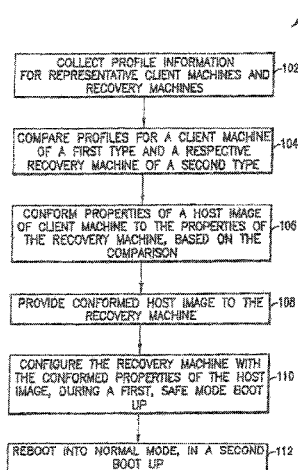 COLLECT PROFILE INFORMATION
FOR REPRESENTATIVE CLIENT MACHINES AND
RECOVERY MACHINES
102
COMPARE PROFILES FOR A CLIENT MACHINE
OF A FIRST TYPE AND A RESPECTIVE
RECOVERY MACHINE OF A SECOND TYPE
104
CONFORM PROPERTIES OF A HOST IMAGE
OF CLIENT MACHINE TO THE PROPERTIES OF
THE RECOVERY MACHINE, BASED ON THE
COMPARISON
106
PROVIDE CONFORMED HOST IMAGE TO THE
RECOVERY MACHINE
108
CONFIGURE THE RECOVERY MACHINE WITH
THE CONFORMED PROPERTIES OF THE HOST
IMAGE, DURING A FIRST, SAFE MODE BOOT
UP
110
REBOOT INTO NORMAL MODE, IN A SECOND
BOOT UP
112